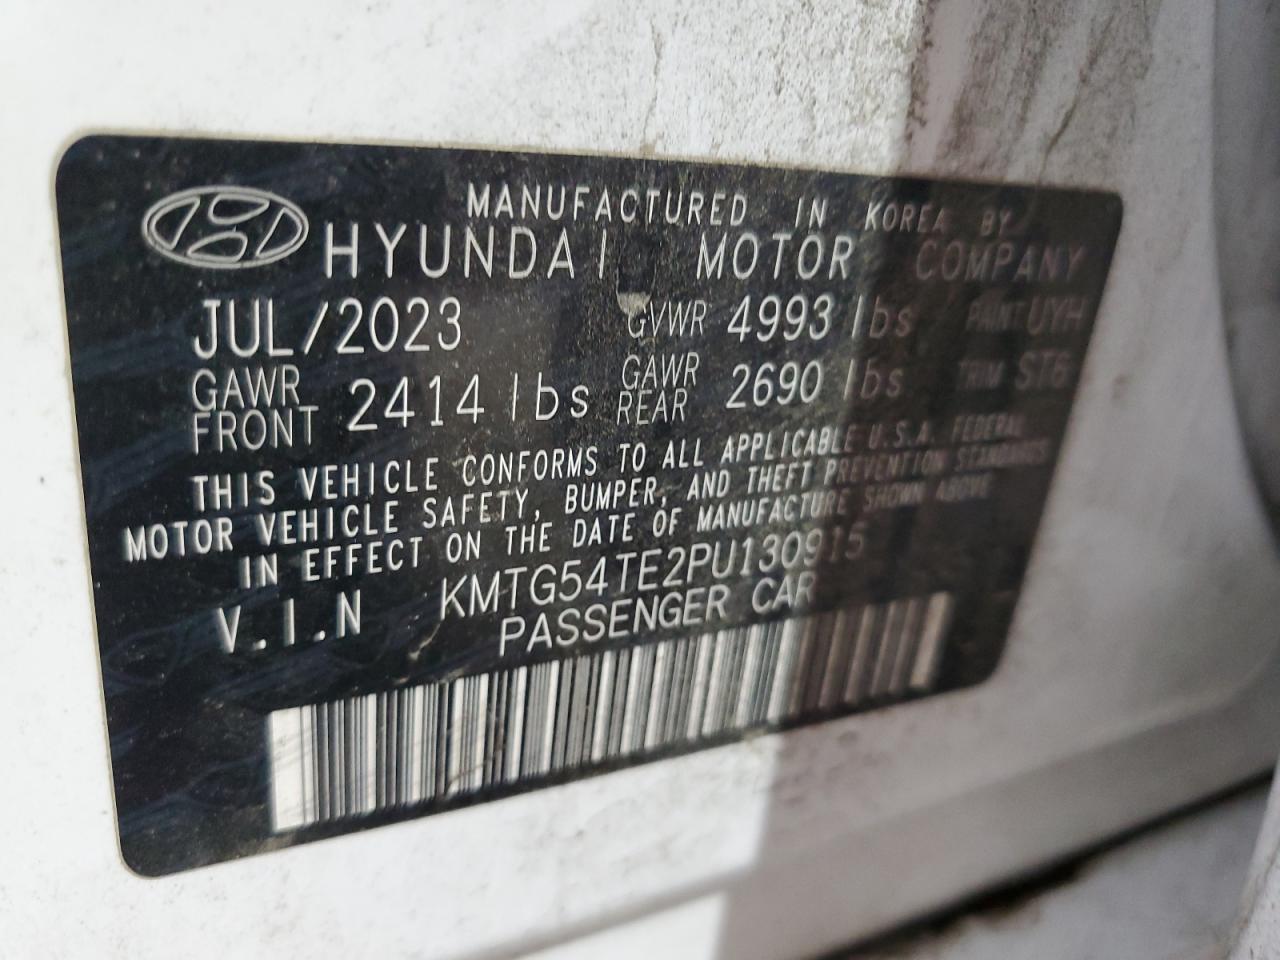 MANUFACTURED IN KOREA BY
HYUNDAI MOTOR COMPANY
JUL/2023 GVWR 4993 lbs PAINT UYH
GAWR FRONT 2414 lbs GAWR REAR 2690 lbs TRIM ST6
THIS VEHICLE CONFORMS TO ALL APPLICABLE U.S.A. FEDERAL
MOTOR VEHICLE SAFETY, BUMPER, AND THEFT PREVENTION STANDARDS
IN EFFECT ON THE DATE OF MANUFACTURE SHOWN ABOVE
V.I.N KMTG54TE2PU130915
PASSENGER CAR